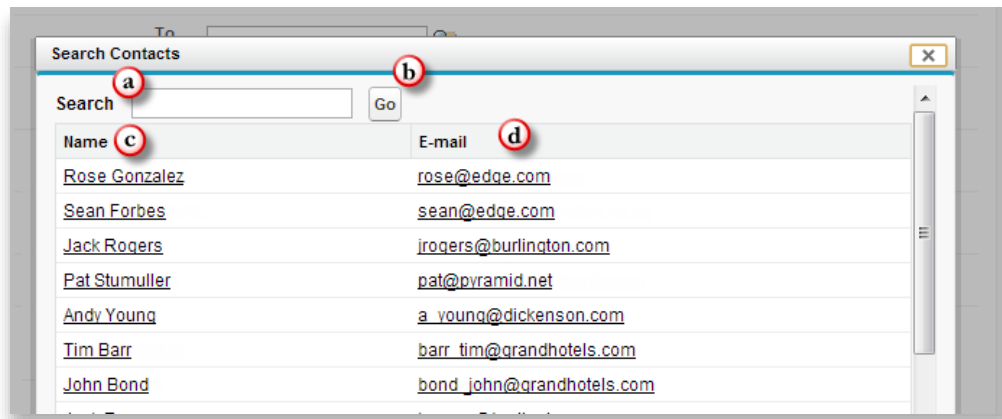 To
Search Contacts
a
b
Search
Go
Name c E-mail d
Rose Gonzalez rose@edge.com
Sean Forbes sean@edge.com
Jack Rogers jrogers@burlington.com
Pat Stumuller pat@pyramid.net
Andy Young a_young@dickenson.com
Tim Barr barr_tim@grandhotels.com
John Bond bond_john@grandhotels.com